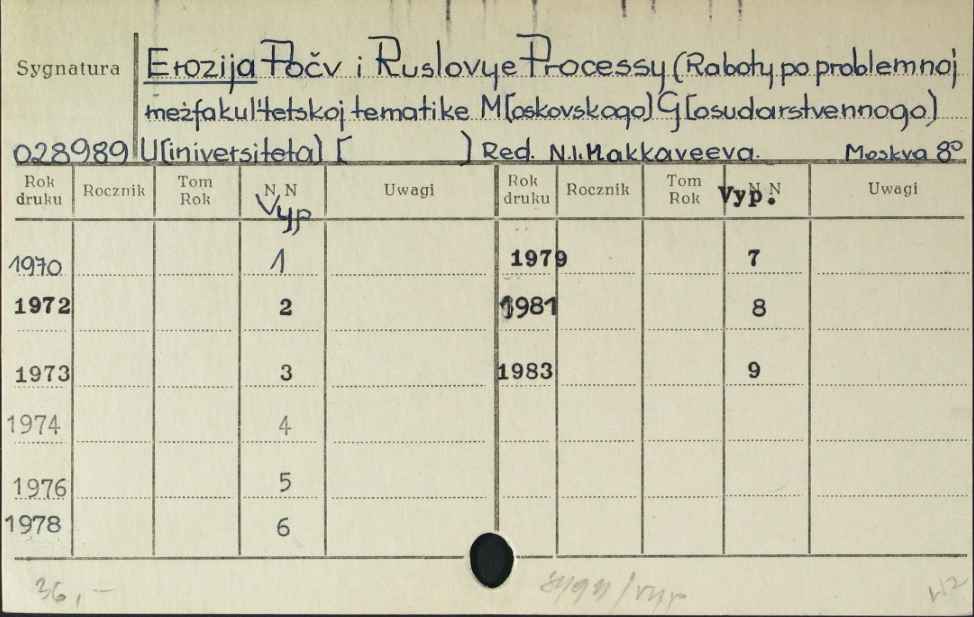 Sygnatura Erozija Počv i Ruslovye Processy (Raboty po problemnoj
mežfakul'tetskoj tematike M[oskovskogo] G[osudarstvennogo]
028989 U[niversiteta] [ ] Red. N.I. Makkaveeva. Moskva 8°
Rok druku Rocznik Tom Rok N.N Vyp Uwagi Rok druku Rocznik Tom Rok N.N Vyp. Uwagi
1970 1 1979 7
1972 2 1981 8
1973 3 1983 9
1974 4
1976 5
1978 6
36,-